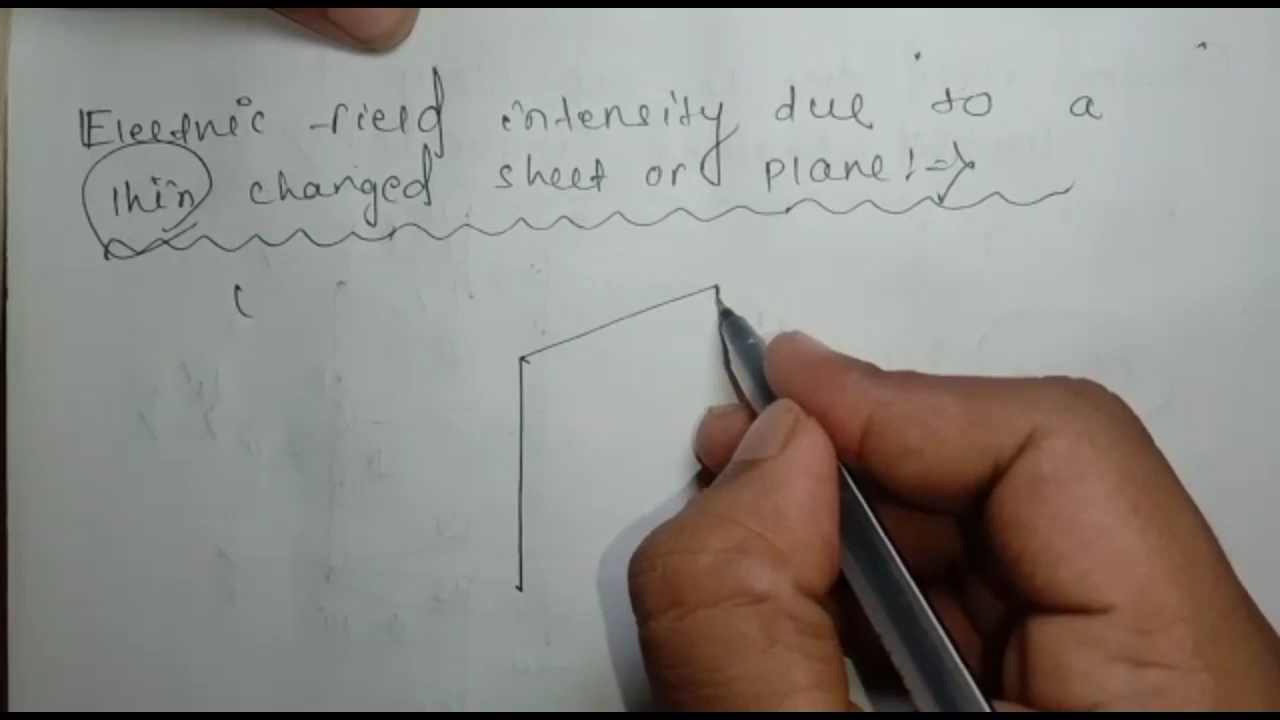 Electric field intensity due to a
thin charged sheet or plane!⇒
(